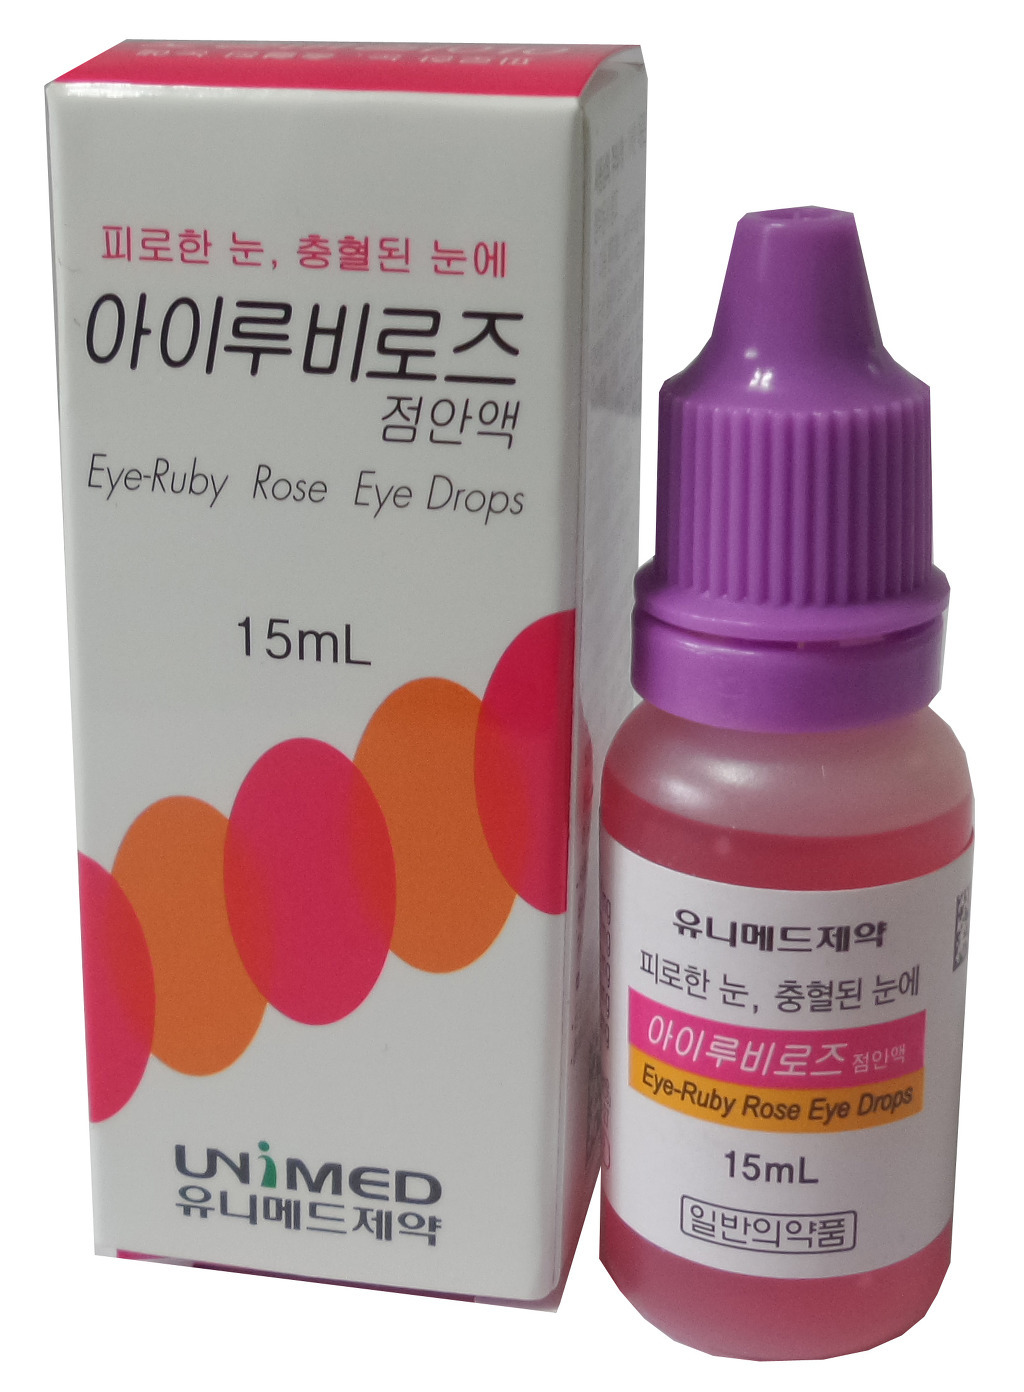 피로한 눈, 충혈된 눈에
아이루비로즈
점안액
Eye-Ruby Rose Eye Drops
15mL
UNiMED
유니메드제약
유니메드제약
피로한 눈, 충혈된 눈에
아이루비로즈 점안액
Eye-Ruby Rose Eye Drops
15mL
일반의약품